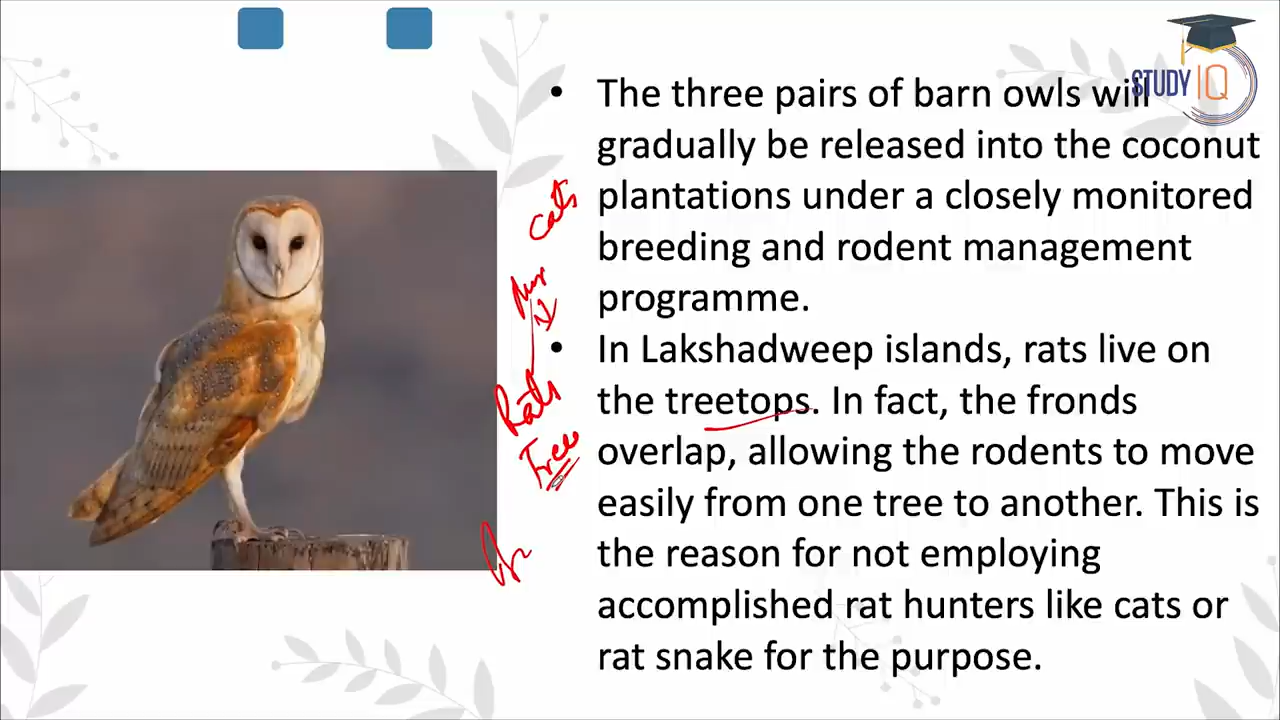 STUDY IQ
• The three pairs of barn owls will
gradually be released into the coconut
plantations under a closely monitored
breeding and rodent management
programme.
• In Lakshadweep islands, rats live on
the treetops. In fact, the fronds
overlap, allowing the rodents to move
easily from one tree to another. This is
the reason for not employing
accomplished rat hunters like cats or
rat snake for the purpose.
Cats
Rats
Tree